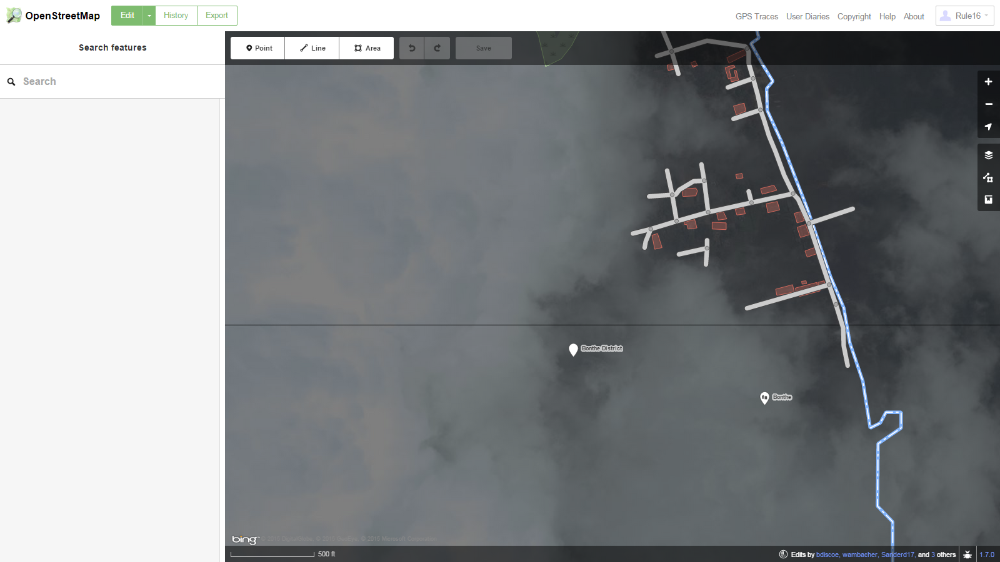 OpenStreetMap
Edit
History
Export
GPS Traces
User Diaries
Copyright
Help
About
Rule16
Search features
Point
Line
Area
Save
Search
Bonthe District
Bonthe
bing
© 2015 DigitalGlobe, © 2015 GeoEye, © 2015 Microsoft Corporation
500 ft
Edits by bdiscoe, wambacher, Sanderd17, and 3 others
1.7.0